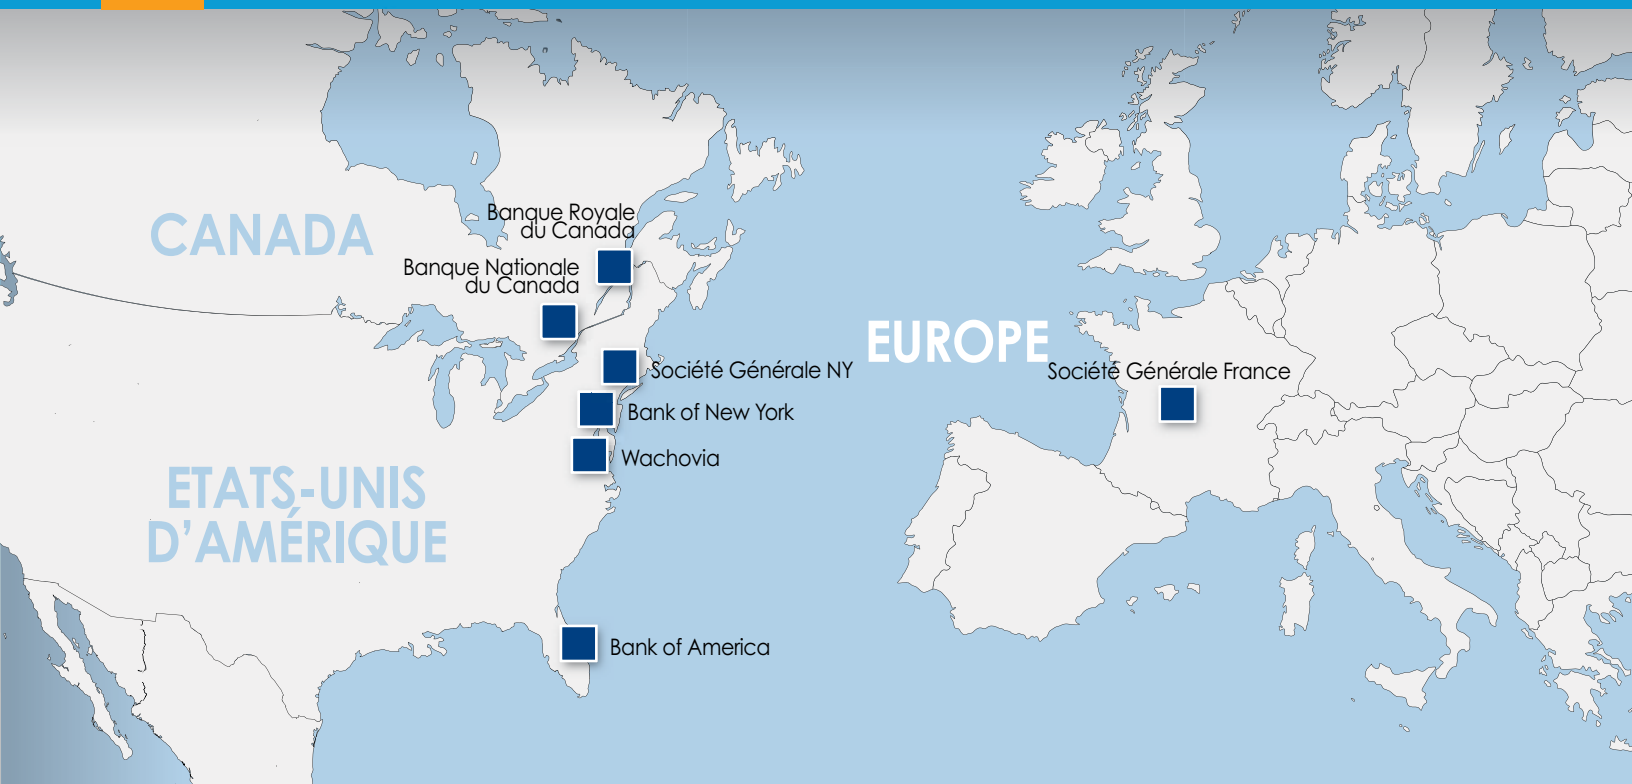 CANADA
Banque Royale
du Canada
Banque Nationale
du Canada
EUROPE
Société Générale NY
Société Générale France
Bank of New York
Wachovia
ETATS-UNIS
D’AMÉRIQUE
Bank of America